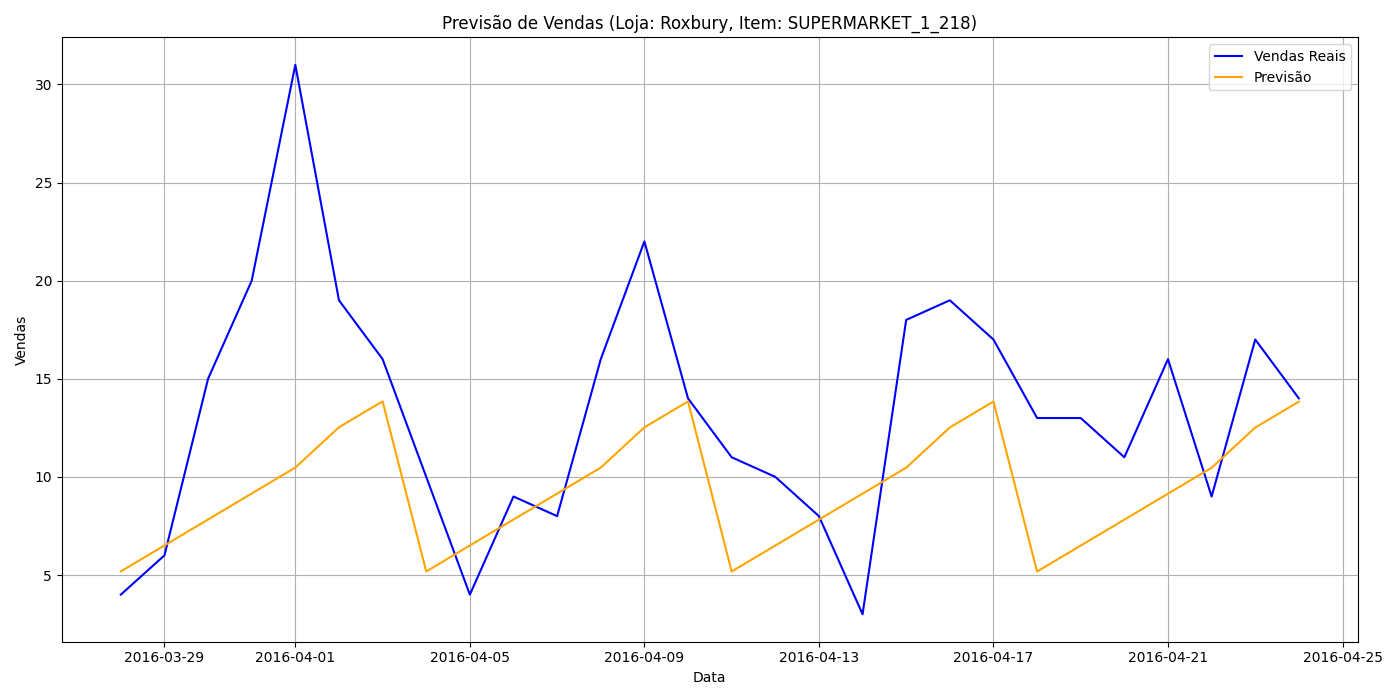 Previsão de Vendas (Loja: Roxbury, Item: SUPERMARKET_1_218)
Vendas Reais
Previsão
30
25
20
15
10
5
Vendas
2016-03-29 2016-04-01 2016-04-05 2016-04-09 2016-04-13 2016-04-17 2016-04-21 2016-04-25
Data